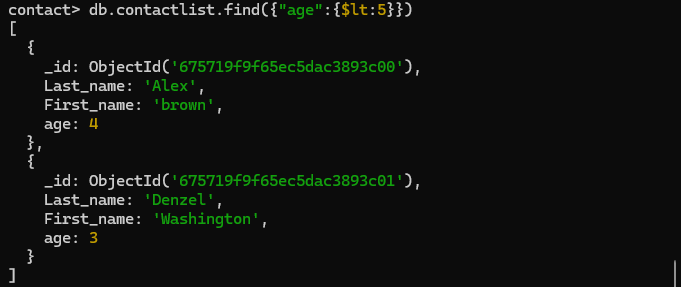 contact> db.contactlist.find({"age":{$lt:5}})
[
  {
    _id: ObjectId('675719f9f65ec5dac3893c00'),
    Last_name: 'Alex',
    First_name: 'brown',
    age: 4
  },
  {
    _id: ObjectId('675719f9f65ec5dac3893c01'),
    Last_name: 'Denzel',
    First_name: 'Washington',
    age: 3
  }
]